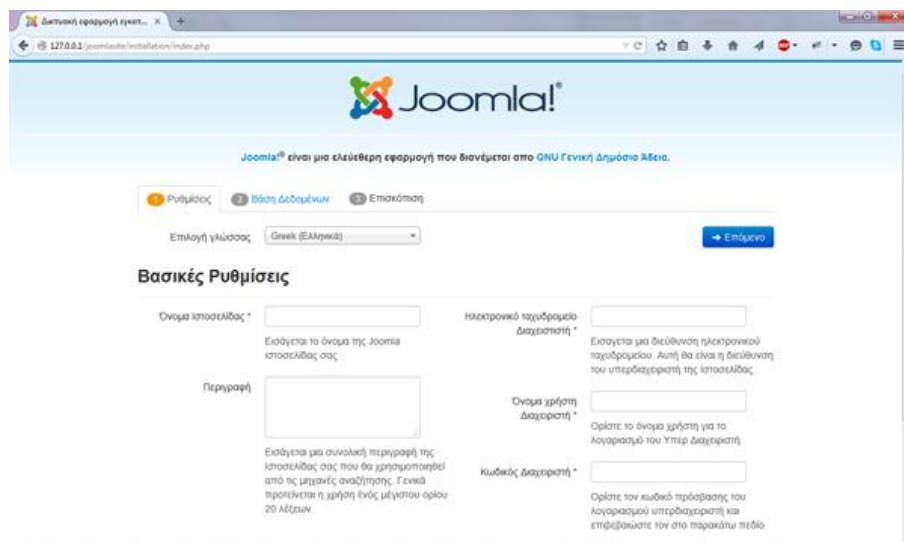 Δικτυακή εφαρμογή εγκατ...
127.0.0.1/joomlasite/installation/index.php
Joomla!®
Joomla!® είναι μια ελεύθερη εφαρμογή που διανέμεται απο GNU Γενική Δημόσια Άδεια.
1 Ρυθμίσεις 2 Βάση Δεδομένων 3 Επισκόπιση
Επιλογή γλώσσας Greek (Ελληνικά) Επόμενο
Βασικές Ρυθμίσεις
Όνομα Ιστοσελίδας *
Εισάγεται το όνομα της Joomla
ιστοσελίδας σας
Περιγραφή
Εισάγεται μια συνολική περιγραφή της
ιστοσελίδας σας που θα χρησιμοποιηθεί
από τις μηχανές αναζήτησης. Γενικά
προτείνεται η χρήση ένός μέγιστου ορίου
20 λέξεων.
Ηλεκτρονικό ταχυδρομείο
Διαχειστιστή *
Εισαγεται μια διεύθυνση ηλεκτρονικού
ταχυδρομείου. Αυτή θα είναι η διεύθυνση
του υπερδιαχειριστή της Ιστοσελίδας
Όνομα χρήστη
Διαχειριστή *
Ορίστε το όνομα χρήστη για το
λογαριασμό του Υπερ Διαχειριστή.
Κωδικός Διαχειριστή *
Ορίστε τον κωδικό πρόσβασης του
λογαριασμού υπερδιαχειριστή και
επιβεβαιώστε τον στο παρακάτω πεδίο.